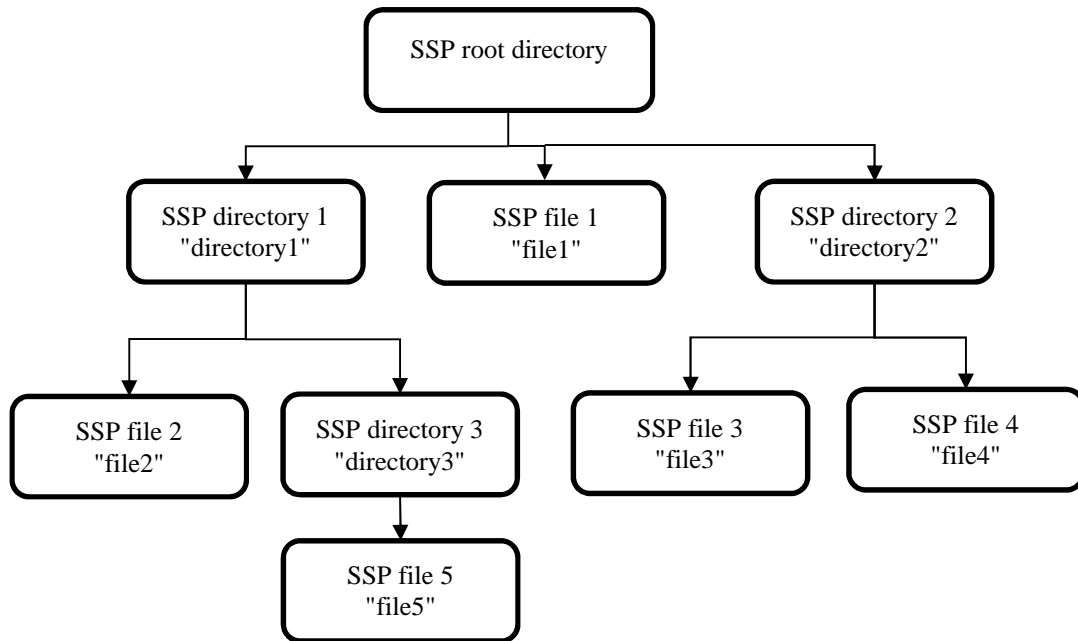 SSP root directory
SSP directory 1
"directory1"
SSP file 1
"file1"
SSP directory 2
"directory2"
SSP file 2
"file2"
SSP directory 3
"directory3"
SSP file 3
"file3"
SSP file 4
"file4"
SSP file 5
"file5"